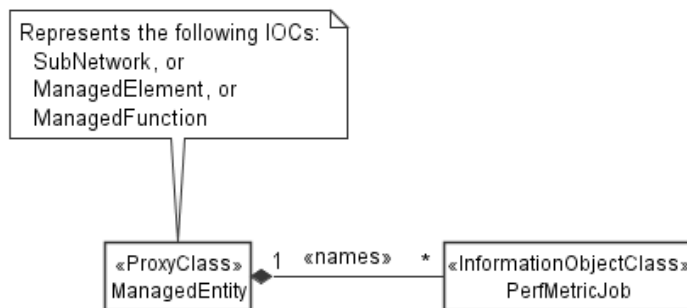 Represents the following IOCs:
SubNetwork, or
ManagedElement, or
ManagedFunction
«ProxyClass»
ManagedEntity
1 «names» *
«InformationObjectClass»
PerfMetricJob